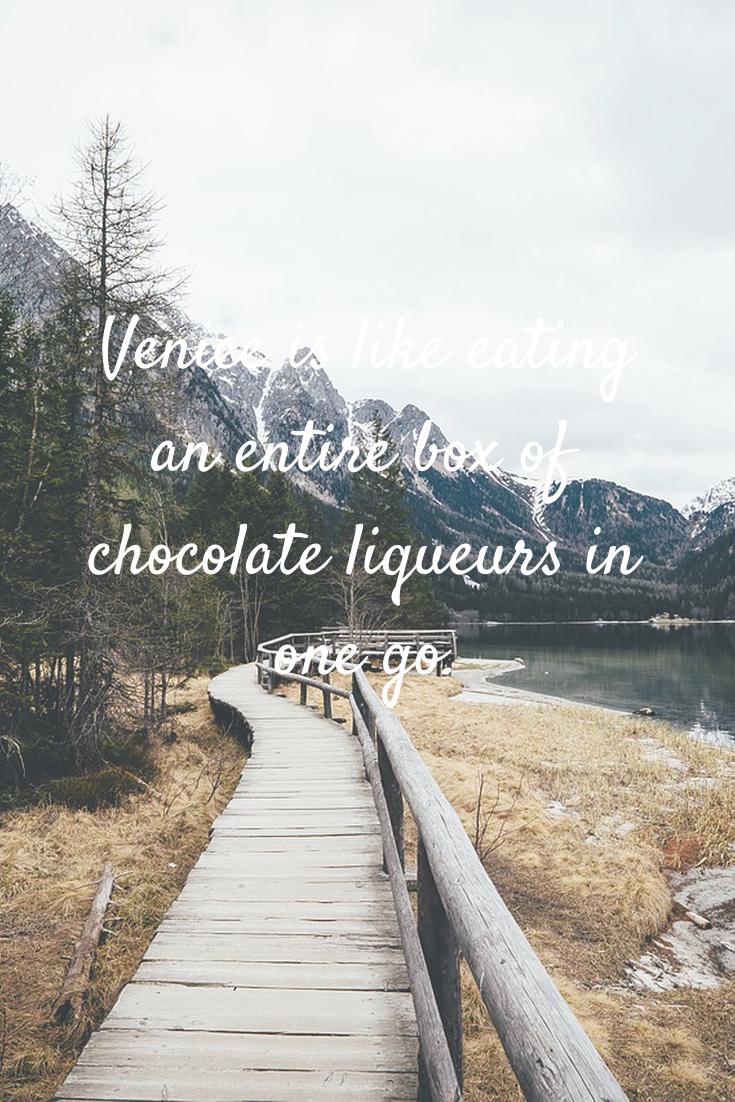 Venice is like eating
an entire box of
chocolate liqueurs in
one go